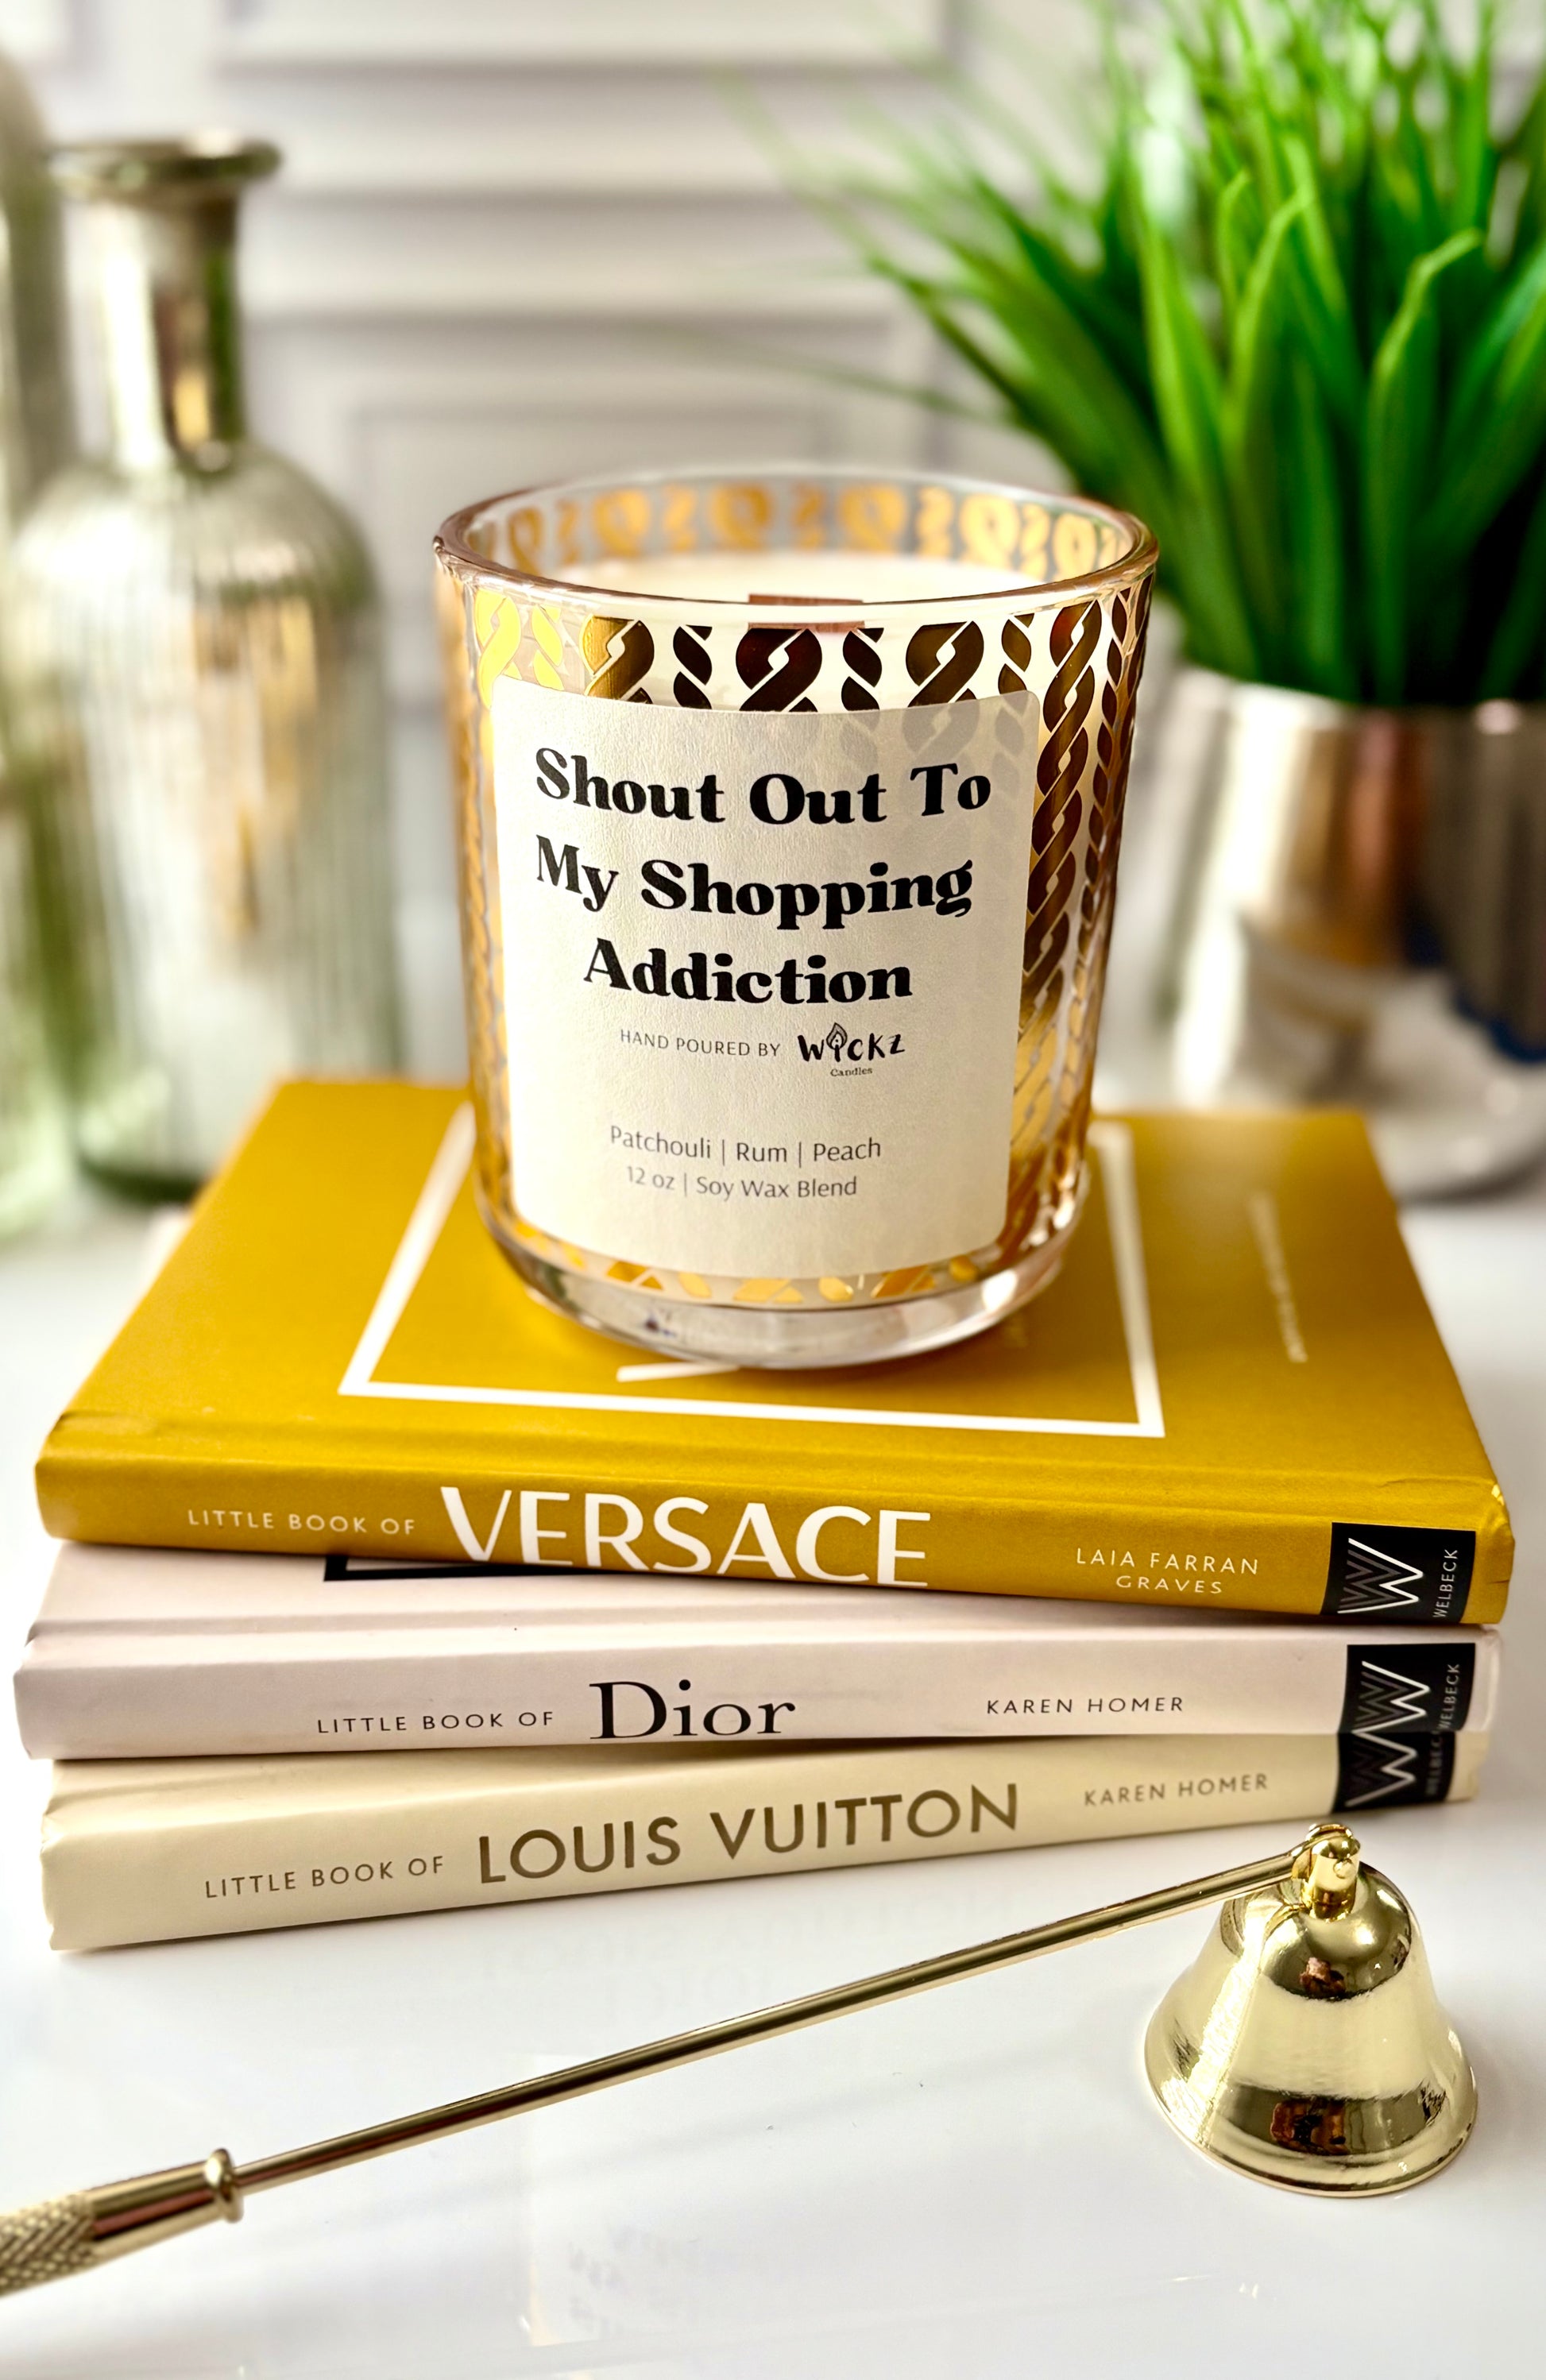 Shout Out To
My Shopping
Addiction
HAND POURED BY WickZ
Candles
Patchouli | Rum | Peach
12 oz | Soy Wax Blend
LITTLE BOOK OF VERSACE LAIA FARRAN
GRAVES
WELBECK
LITTLE BOOK OF Dior KAREN HOMER
WELBECK
LITTLE BOOK OF LOUIS VUITTON KAREN HOMER
WELBECK